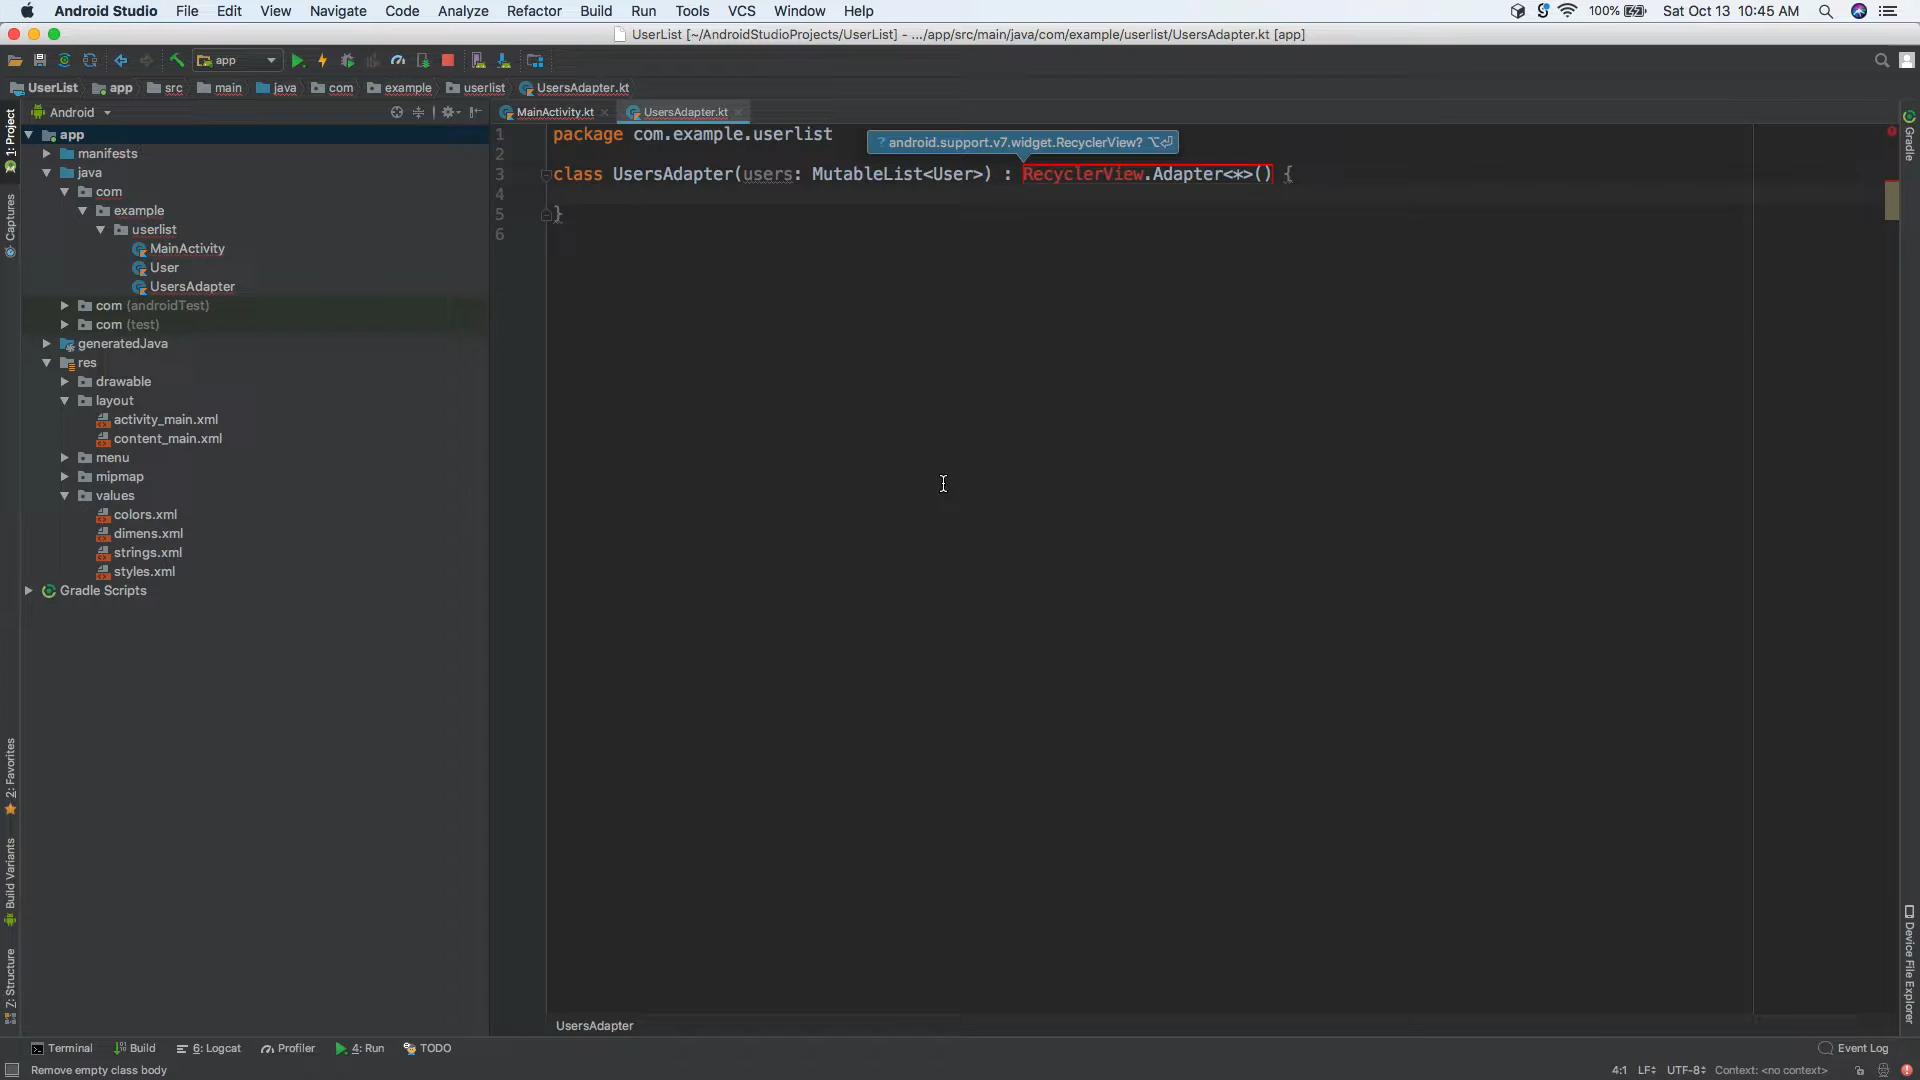 Android Studio File Edit View Navigate Code Analyze Refactor Build Run Tools VCS Window Help 100% Sat Oct 13 10:45 AM
UserList [~/AndroidStudioProjects/UserList] - .../app/src/main/java/com/example/userlist/UsersAdapter.kt [app]
app
UserList app src main java com example userlist UsersAdapter.kt
Android
MainActivity.kt UsersAdapter.kt
1: Project
Captures
2: Favorites
Build Variants
7: Structure
app
manifests
java
com
example
userlist
MainActivity
User
UsersAdapter
com (androidTest)
com (test)
generatedJava
res
drawable
layout
activity_main.xml
content_main.xml
menu
mipmap
values
colors.xml
dimens.xml
strings.xml
styles.xml
Gradle Scripts
1 package com.example.userlist
? android.support.v7.widget.RecyclerView? ⌥⏎
2
3 class UsersAdapter(users: MutableList<User>) : RecyclerView.Adapter<*>() {
4
5 }
6
UsersAdapter
Gradle
Device File Explorer
Terminal Build 6: Logcat Profiler 4: Run TODO Event Log
Remove empty class body 4:1 LF UTF-8 Context: <no context>